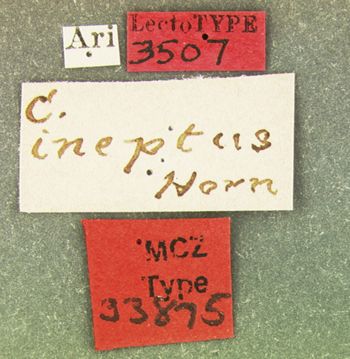 Ari
LectoTYPE
3507
C.
ineptus
Horn
MCZ
Type
33875